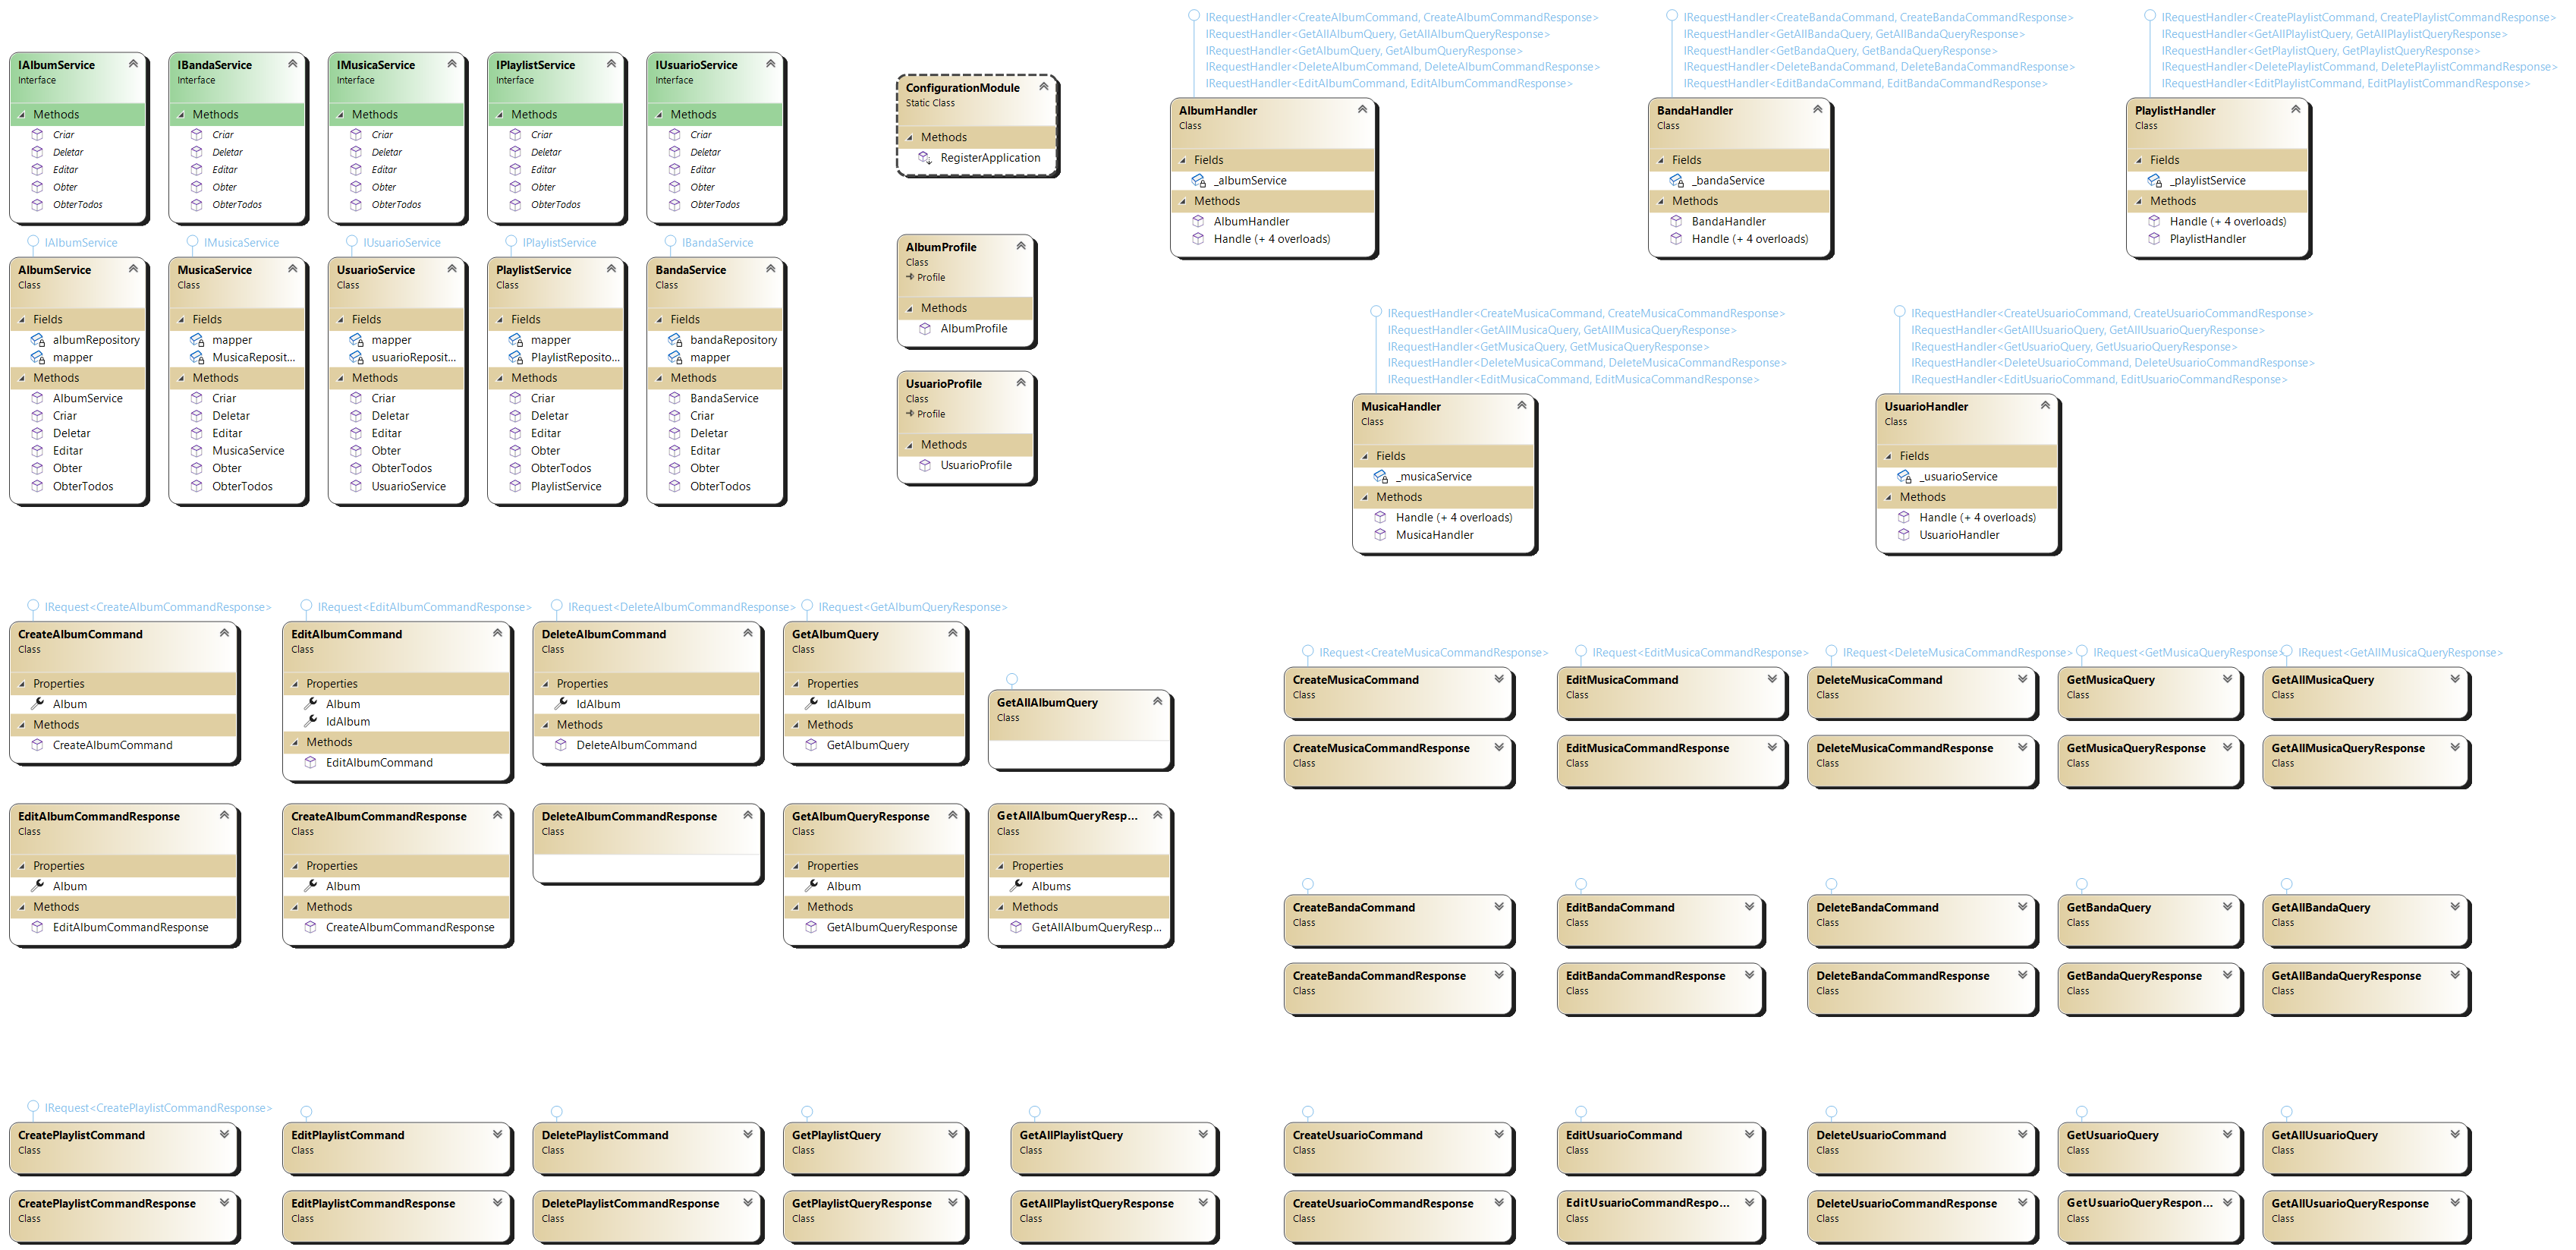 IAlbumService
Interface
Methods
Criar
Deletar
Editar
Obter
ObterTodos
IBandaService
Interface
Methods
Criar
Deletar
Editar
Obter
ObterTodos
IMusicaService
Interface
Methods
Criar
Deletar
Editar
Obter
ObterTodos
IPlaylistService
Interface
Methods
Criar
Deletar
Editar
Obter
ObterTodos
IUsuarioService
Interface
Methods
Criar
Deletar
Editar
Obter
ObterTodos
IAlbumService
AlbumService
Class
Fields
albumRepository
mapper
Methods
AlbumService
Criar
Deletar
Editar
Obter
ObterTodos
IMusicaService
MusicaService
Class
Fields
mapper
MusicaReposit...
Methods
Criar
Deletar
Editar
MusicaService
Obter
ObterTodos
IUsuarioService
UsuarioService
Class
Fields
mapper
usuarioReposit...
Methods
Criar
Deletar
Editar
Obter
ObterTodos
UsuarioService
IPlaylistService
PlaylistService
Class
Fields
mapper
PlaylistReposito...
Methods
Criar
Deletar
Editar
Obter
ObterTodos
PlaylistService
IBandaService
BandaService
Class
Fields
bandaRepository
mapper
Methods
BandaService
Criar
Deletar
Editar
Obter
ObterTodos
ConfigurationModule
Static Class
Methods
RegisterApplication
AlbumProfile
Class
Profile
Methods
AlbumProfile
UsuarioProfile
Class
Profile
Methods
UsuarioProfile
IRequestHandler<CreateAlbumCommand, CreateAlbumCommandResponse>
IRequestHandler<GetAllAlbumQuery, GetAllAlbumQueryResponse>
IRequestHandler<GetAlbumQuery, GetAlbumQueryResponse>
IRequestHandler<DeleteAlbumCommand, DeleteAlbumCommandResponse>
IRequestHandler<EditAlbumCommand, EditAlbumCommandResponse>
AlbumHandler
Class
Fields
_albumService
Methods
AlbumHandler
Handle (+ 4 overloads)
IRequestHandler<CreateBandaCommand, CreateBandaCommandResponse>
IRequestHandler<GetAllBandaQuery, GetAllBandaQueryResponse>
IRequestHandler<GetBandaQuery, GetBandaQueryResponse>
IRequestHandler<DeleteBandaCommand, DeleteBandaCommandResponse>
IRequestHandler<EditBandaCommand, EditBandaCommandResponse>
BandaHandler
Class
Fields
_bandaService
Methods
BandaHandler
Handle (+ 4 overloads)
IRequestHandler<CreatePlaylistCommand, CreatePlaylistCommandResponse>
IRequestHandler<GetAllPlaylistQuery, GetAllPlaylistQueryResponse>
IRequestHandler<GetPlaylistQuery, GetPlaylistQueryResponse>
IRequestHandler<DeletePlaylistCommand, DeletePlaylistCommandResponse>
IRequestHandler<EditPlaylistCommand, EditPlaylistCommandResponse>
PlaylistHandler
Class
Fields
_playlistService
Methods
Handle (+ 4 overloads)
PlaylistHandler
IRequestHandler<CreateMusicaCommand, CreateMusicaCommandResponse>
IRequestHandler<GetAllMusicaQuery, GetAllMusicaQueryResponse>
IRequestHandler<GetMusicaQuery, GetMusicaQueryResponse>
IRequestHandler<DeleteMusicaCommand, DeleteMusicaCommandResponse>
IRequestHandler<EditMusicaCommand, EditMusicaCommandResponse>
MusicaHandler
Class
Fields
_musicaService
Methods
Handle (+ 4 overloads)
MusicaHandler
IRequestHandler<CreateUsuarioCommand, CreateUsuarioCommandResponse>
IRequestHandler<GetAllUsuarioQuery, GetAllUsuarioQueryResponse>
IRequestHandler<GetUsuarioQuery, GetUsuarioQueryResponse>
IRequestHandler<DeleteUsuarioCommand, DeleteUsuarioCommandResponse>
IRequestHandler<EditUsuarioCommand, EditUsuarioCommandResponse>
UsuarioHandler
Class
Fields
_usuarioService
Methods
Handle (+ 4 overloads)
UsuarioHandler
IRequest<CreateAlbumCommandResponse>
CreateAlbumCommand
Class
Properties
Album
Methods
CreateAlbumCommand
IRequest<EditAlbumCommandResponse>
EditAlbumCommand
Class
Properties
Album
IdAlbum
Methods
EditAlbumCommand
IRequest<DeleteAlbumCommandResponse>
DeleteAlbumCommand
Class
Properties
IdAlbum
Methods
DeleteAlbumCommand
IRequest<GetAlbumQueryResponse>
GetAlbumQuery
Class
Properties
IdAlbum
Methods
GetAlbumQuery
GetAllAlbumQuery
Class
EditAlbumCommandResponse
Class
Properties
Album
Methods
EditAlbumCommandResponse
CreateAlbumCommandResponse
Class
Properties
Album
Methods
CreateAlbumCommandResponse
DeleteAlbumCommandResponse
Class
GetAlbumQueryResponse
Class
Properties
Album
Methods
GetAlbumQueryResponse
GetAllAlbumQueryResp...
Class
Properties
Albums
Methods
GetAllAlbumQueryResp...
IRequest<CreateMusicaCommandResponse>
CreateMusicaCommand
Class
IRequest<EditMusicaCommandResponse>
EditMusicaCommand
Class
IRequest<DeleteMusicaCommandResponse>
DeleteMusicaCommand
Class
IRequest<GetMusicaQueryResponse>
GetMusicaQuery
Class
IRequest<GetAllMusicaQueryResponse>
GetAllMusicaQuery
Class
CreateMusicaCommandResponse
Class
EditMusicaCommandResponse
Class
DeleteMusicaCommandResponse
Class
GetMusicaQueryResponse
Class
GetAllMusicaQueryResponse
Class
CreateBandaCommand
Class
EditBandaCommand
Class
DeleteBandaCommand
Class
GetBandaQuery
Class
GetAllBandaQuery
Class
CreateBandaCommandResponse
Class
EditBandaCommandResponse
Class
DeleteBandaCommandResponse
Class
GetBandaQueryResponse
Class
GetAllBandaQueryResponse
Class
IRequest<CreatePlaylistCommandResponse>
CreatePlaylistCommand
Class
EditPlaylistCommand
Class
DeletePlaylistCommand
Class
GetPlaylistQuery
Class
GetAllPlaylistQuery
Class
CreateUsuarioCommand
Class
EditUsuarioCommand
Class
DeleteUsuarioCommand
Class
GetUsuarioQuery
Class
GetAllUsuarioQuery
Class
CreatePlaylistCommandResponse
Class
EditPlaylistCommandResponse
Class
DeletePlaylistCommandResponse
Class
GetPlaylistQueryResponse
Class
GetAllPlaylistQueryResponse
Class
CreateUsuarioCommandResponse
Class
EditUsuarioCommandRespo...
Class
DeleteUsuarioCommandResponse
Class
GetUsuarioQueryRespon...
Class
GetAllUsuarioQueryResponse
Class